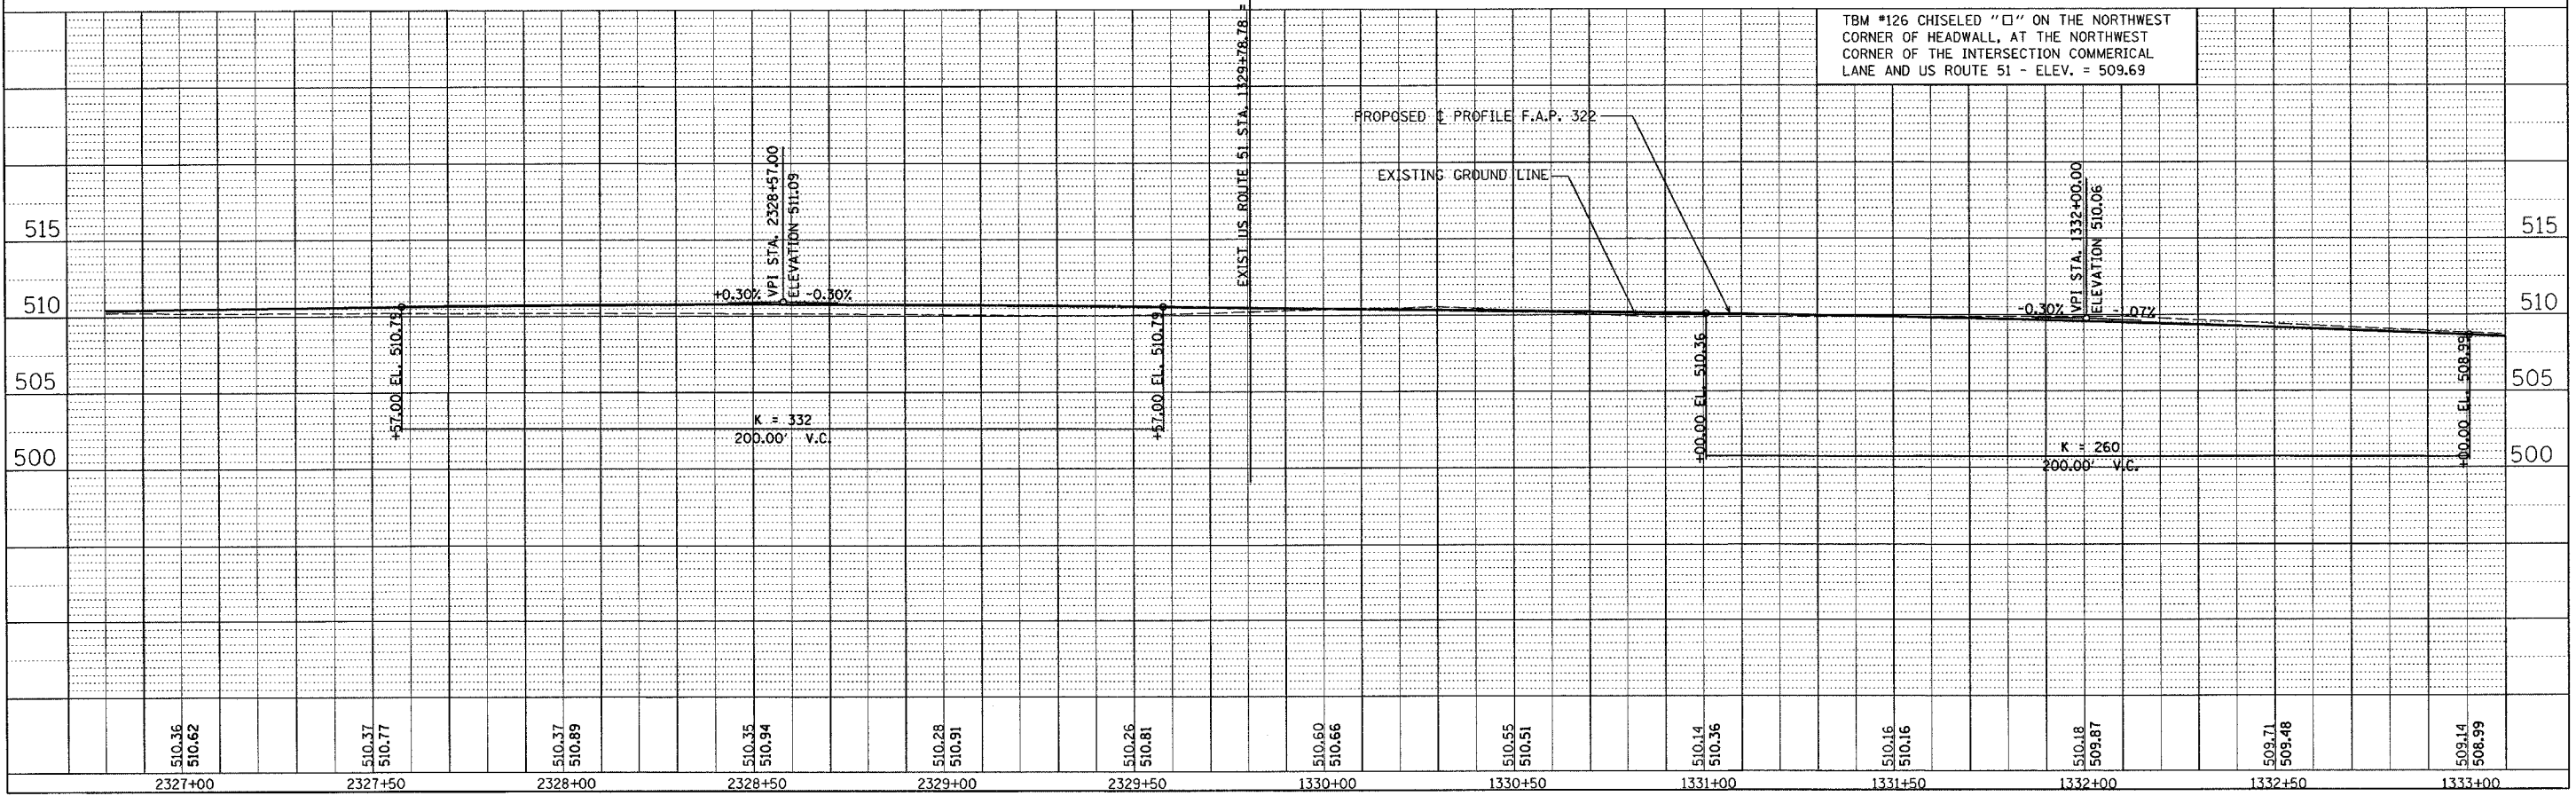 TBM #126 CHISELED "□" ON THE NORTHWEST
CORNER OF HEADWALL, AT THE NORTHWEST
CORNER OF THE INTERSECTION COMMERICAL
LANE AND US ROUTE 51 - ELEV. = 509.69
EXIST US ROUTE 51 STA. 1329+78.78 =
PROPOSED ℄ PROFILE F.A.P. 322
EXISTING GROUND LINE
VPI STA. 2328+57.00
ELEVATION 511.09
+0.30%
-0.30%
VPI STA. 1332+00.00
ELEVATION 510.06
-0.30%
-1.07%
515
510
505
500
515
510
505
500
+57.00 EL. 510.79
+57.00 EL. 510.79
K = 332
200.00' V.C.
+00.00 EL. 510.36
+00.00 EL. 508.99
K = 260
200.00' V.C.
510.36
510.62
510.37
510.77
510.37
510.89
510.35
510.94
510.28
510.91
510.26
510.81
510.60
510.66
510.55
510.51
510.14
510.36
510.16
510.16
510.18
509.87
509.71
509.48
509.14
508.99
2327+00
2327+50
2328+00
2328+50
2329+00
2329+50
1330+00
1330+50
1331+00
1331+50
1332+00
1332+50
1333+00